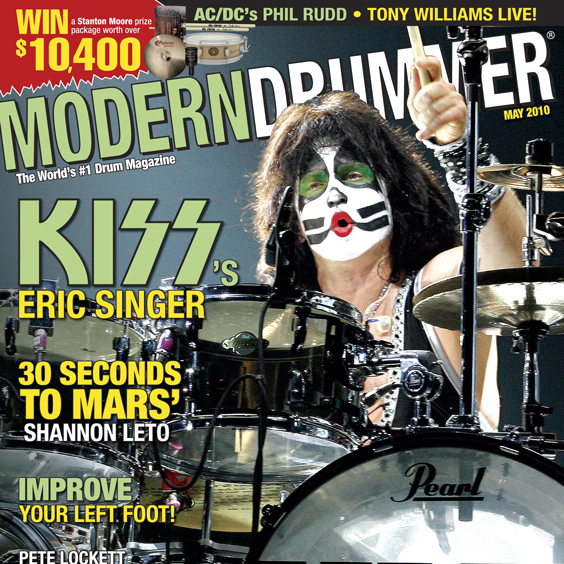 WIN a Stanton Moore prize
package worth over
$10,400
AC/DC's PHIL RUDD • TONY WILLIAMS LIVE!
MODERN DRUMMER®
MAY 2010
The World's #1 Drum Magazine
KISS's
ERIC SINGER
30 SECONDS
TO MARS'
SHANNON LETO
IMPROVE
YOUR LEFT FOOT!
Pearl
PETE LOCKETT